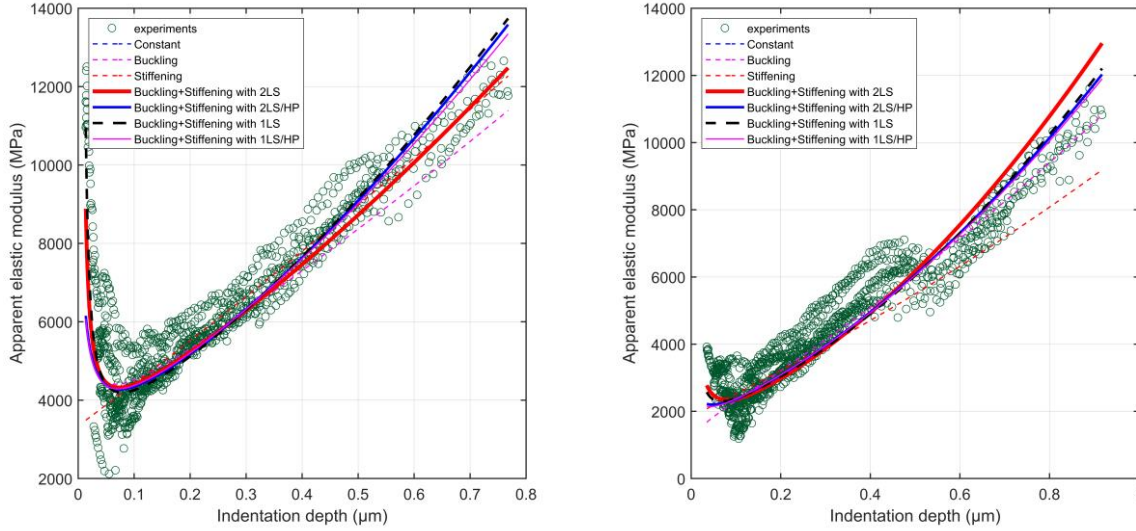 14000
12000
10000
8000
6000
4000
2000
0
0.1
0.2
0.3
0.4
0.5
0.6
0.7
0.8
Indentation depth (µm)
Apparent elastic modulus (MPa)
experiments
Constant
Buckling
Stiffening
Buckling+Stiffening with 2LS
Buckling+Stiffening with 2LS/HP
Buckling+Stiffening with 1LS
Buckling+Stiffening with 1LS/HP
14000
12000
10000
8000
6000
4000
2000
0
0
0.2
0.4
0.6
0.8
1
Indentation depth (µm)
Apparent elastic modulus (MPa)
experiments
Constant
Buckling
Stiffening
Buckling+Stiffening with 2LS
Buckling+Stiffening with 2LS/HP
Buckling+Stiffening with 1LS
Buckling+Stiffening with 1LS/HP